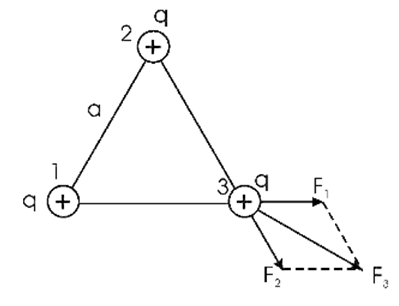 q
2 +
a
1
q +
3 q
+ F₁
F₂ F₃